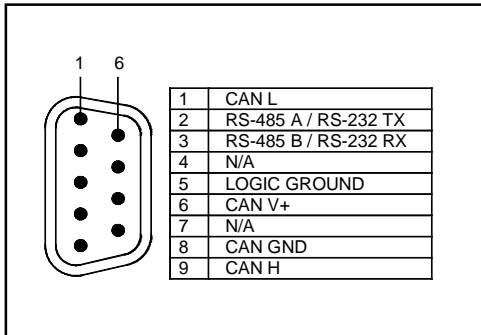 1 6
1 CAN L
2 RS-485 A / RS-232 TX
3 RS-485 B / RS-232 RX
4 N/A
5 LOGIC GROUND
6 CAN V+
7 N/A
8 CAN GND
9 CAN H